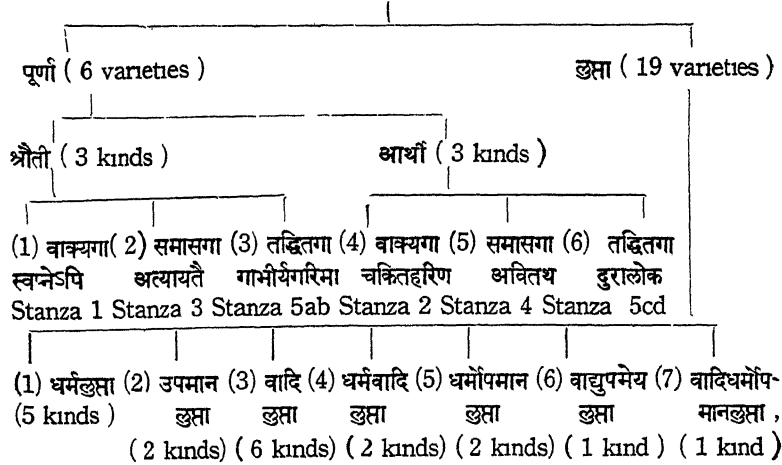 पूर्णा ( 6 varieties ) लुप्ता ( 19 varieties )
श्रौती ( 3 kinds ) आर्थी ( 3 kinds )
(1) वाक्यगा( 2) समासगा (3) तद्धितगा (4) वाक्यगा (5) समासगा (6) तद्धितगा
स्वप्नेऽपि अत्यायतै गाभीर्यगरिमा चकितहरिण अवितथ दुरालोक
Stanza 1 Stanza 3 Stanza 5ab Stanza 2 Stanza 4 Stanza 5cd
(1) धर्मलुप्ता (2) उपमान (3) वादि (4) धर्मवादि (5) धर्मोपमान (6) वाद्युपमेय (7) वादिधर्मोप-
(5 kinds ) लुप्ता लुप्ता लुप्ता लुप्ता लुप्ता मानलुप्ता ,
( 2 kinds) (6 kinds) (2 kinds) (2 kinds) (1 kind ) (1 kind )